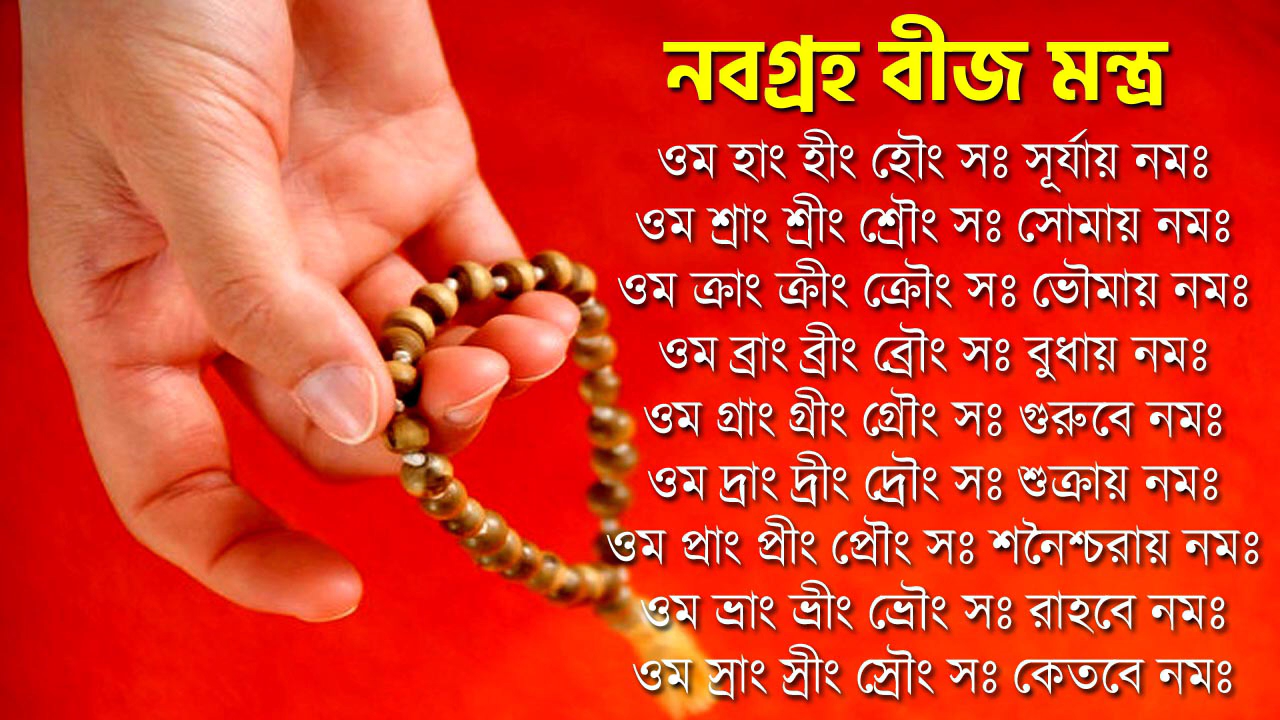 নবগ্রহ বীজ মন্ত্র
ওম হাং হীং হৌং সঃ সূর্যায় নমঃ
ওম শ্রাং শ্রীং শ্রৌং সঃ সোমায় নমঃ
ওম ক্রাং ক্রীং ক্রৌং সঃ ভৌমায় নমঃ
ওম ব্রাং ব্রীং ব্রৌং সঃ বুধায় নমঃ
ওম গ্রাং গ্রীং গ্রৌং সঃ গুরুবে নমঃ
ওম দ্রাং দ্রীং দ্রৌং সঃ শুক্রায় নমঃ
ওম প্রাং প্রীং প্রৌং সঃ শনৈশ্চরায় নমঃ
ওম ভ্রাং ভ্রীং ভ্রৌং সঃ রাহবে নমঃ
ওম স্রাং স্রীং স্রৌং সঃ কেতবে নমঃ